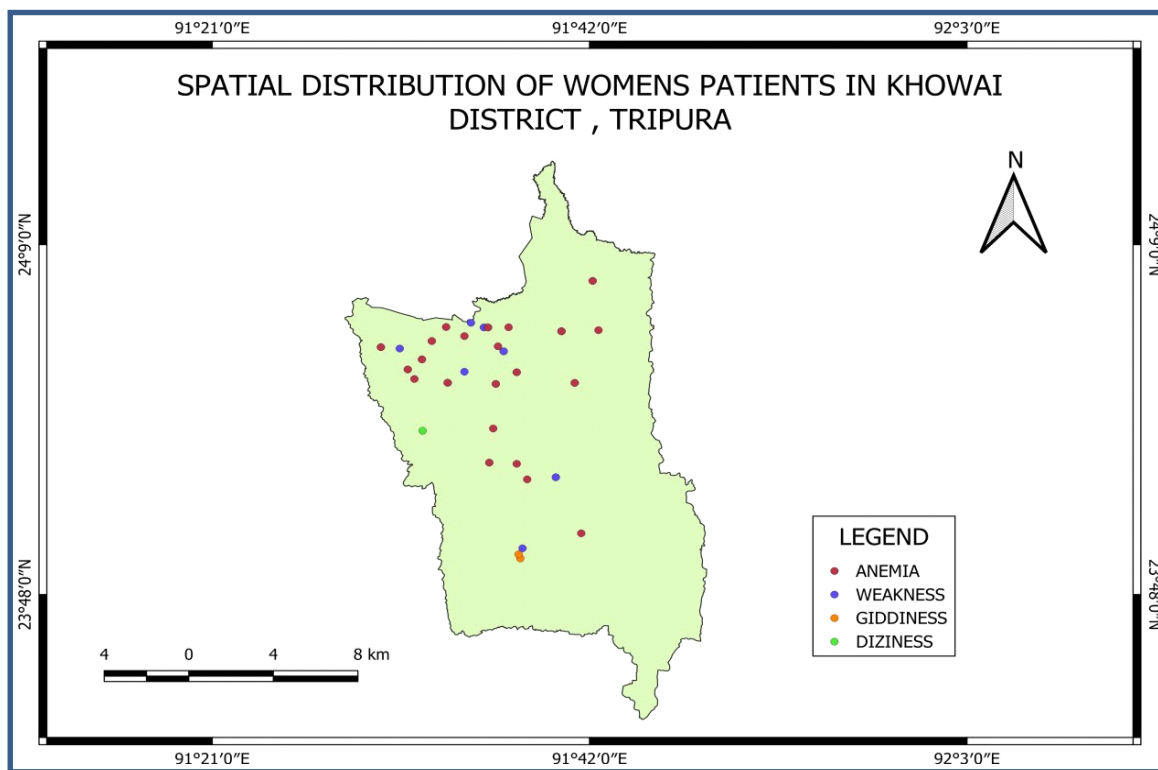 91°21′0″E 91°42′0″E 92°3′0″E
SPATIAL DISTRIBUTION OF WOMENS PATIENTS IN KHOWAI
DISTRICT , TRIPURA
N
24°9′0″N
24°9′0″N
LEGEND
ANEMIA
WEAKNESS
GIDDINESS
DIZINESS
23°48′0″N
23°48′0″N
4 0 4 8 km
91°21′0″E 91°42′0″E 92°3′0″E